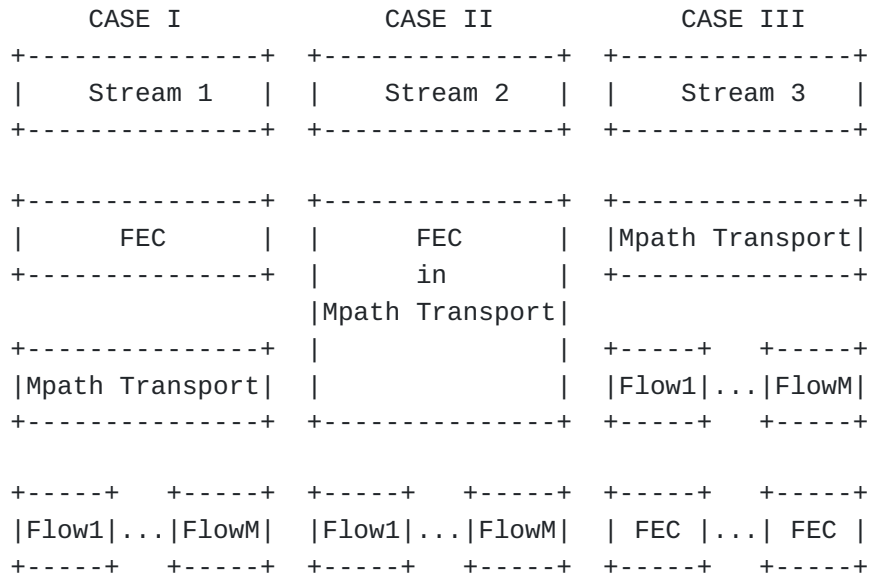 CASE I CASE II CASE III
Stream 1 Stream 2 Stream 3
FEC FEC Mpath Transport
in
Mpath Transport
Mpath Transport Flow1 ... FlowM
Flow1 ... FlowM Flow1 ... FlowM FEC ... FEC